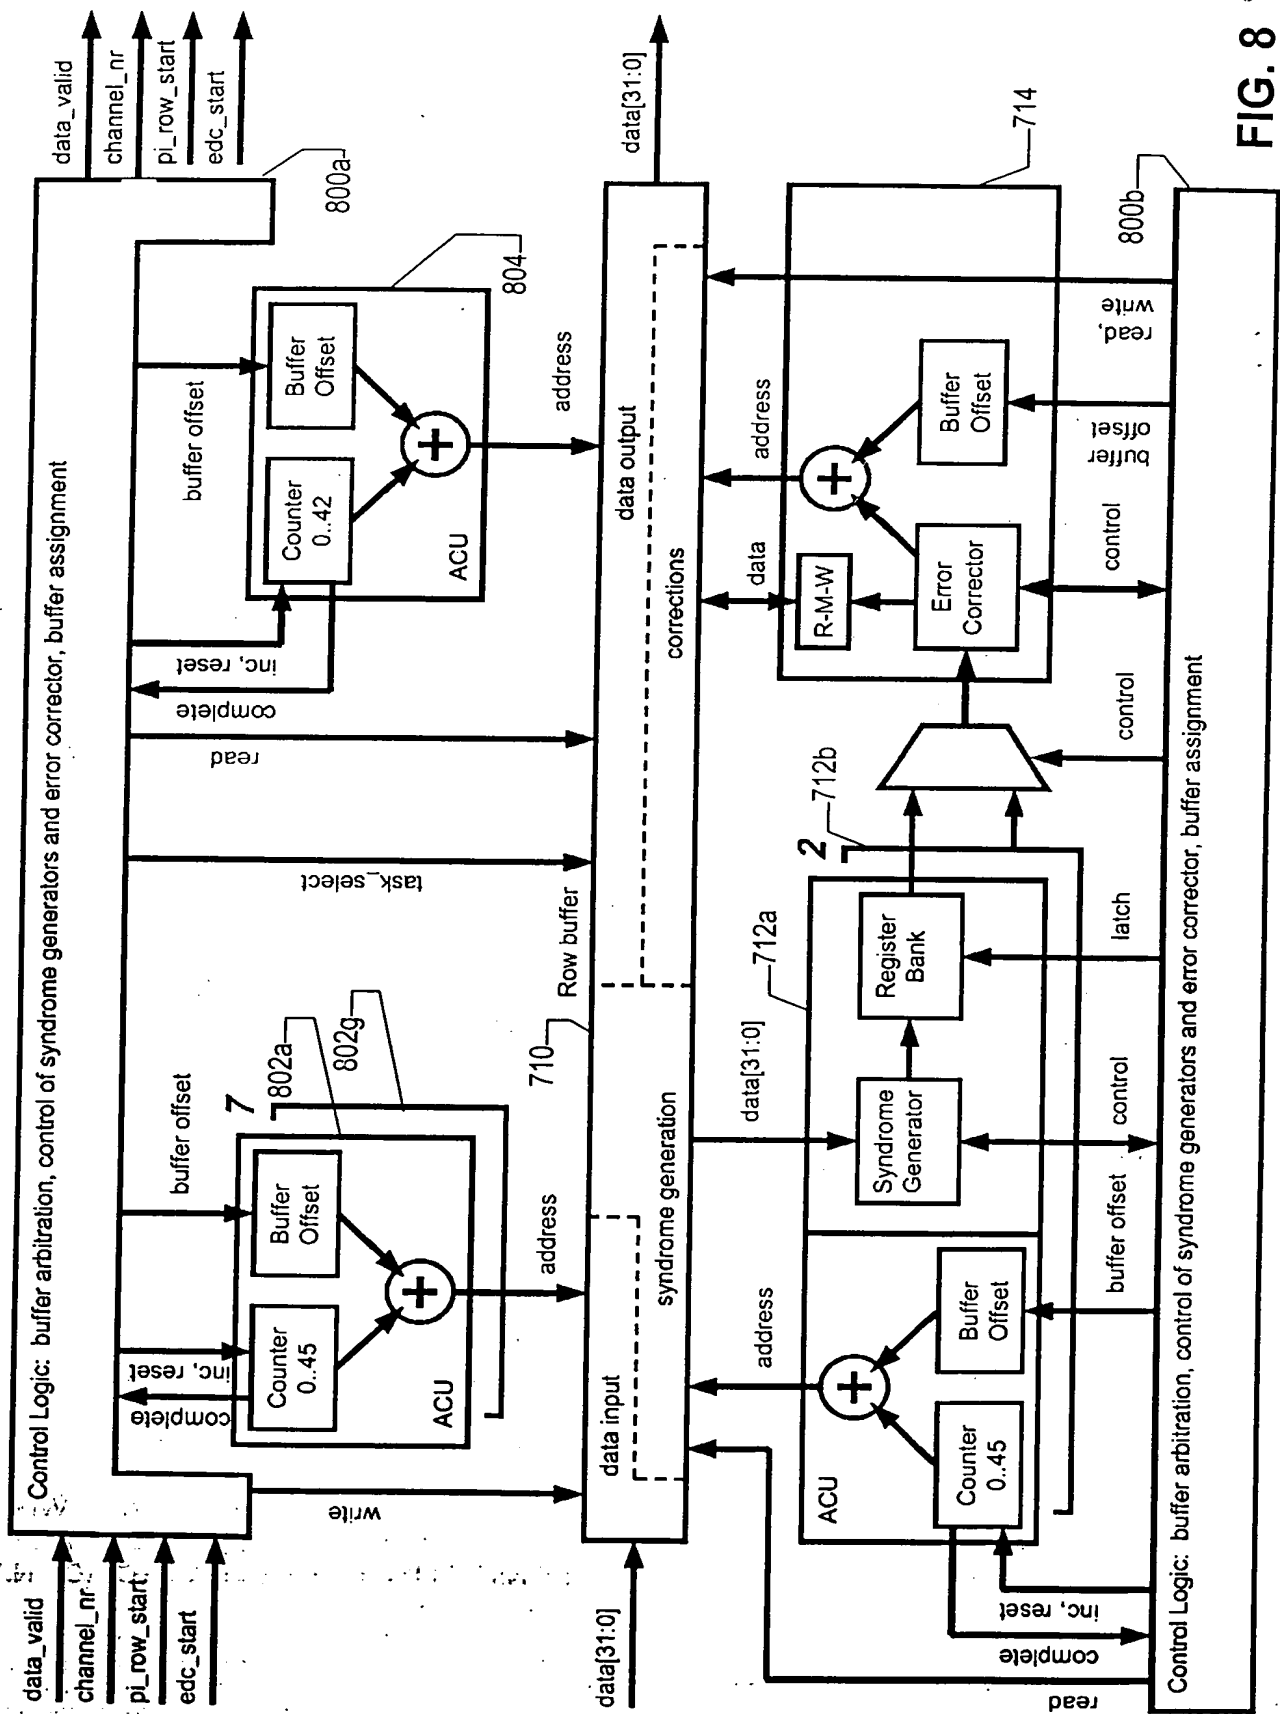 data_valid
channel_nr
pi_row_start
edc_start
Control Logic: buffer arbitration, control of syndrome generators and error corrector, buffer assignment
data_valid
channel_nr
pi_row_start
edc_start
800a
write
complete
inc, reset
buffer offset
7
802a
802g
Counter
0..45
Buffer
Offset
ACU
address
task_select
read
complete
inc, reset
buffer offset
804
Counter
0..42
Buffer
Offset
ACU
address
710
Row buffer
data[31:0]
data input
syndrome generation
corrections
data output
data[31:0]
address
data[31:0]
712a
2
712b
data
address
714
ACU
Counter
0..45
Buffer
Offset
Syndrome
Generator
Register
Bank
R-M-W
Error
Corrector
Buffer
Offset
read
complete
inc, reset
buffer offset
control
latch
control
control
buffer
offset
read,
write
800b
Control Logic: buffer arbitration, control of syndrome generators and error corrector, buffer assignment
FIG. 8